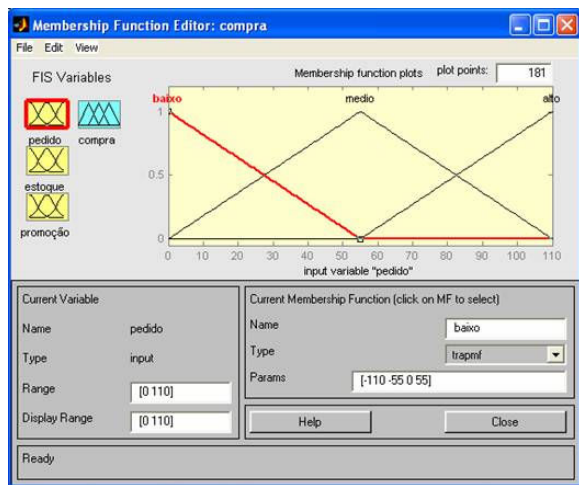 Membership Function Editor: compra
File Edit View
FIS Variables
Membership function plots plot points: 181
pedido compra
estoque
promoção
baixo medio alto
1
0.5
0
0 10 20 30 40 50 60 70 80 90 100 110
input variable "pedido"
Current Variable
Name pedido
Type input
Range [0 110]
Display Range [0 110]
Current Membership Function (click on MF to select)
Name baixo
Type trapmf
Params [-110 -55 0 55]
Help Close
Ready